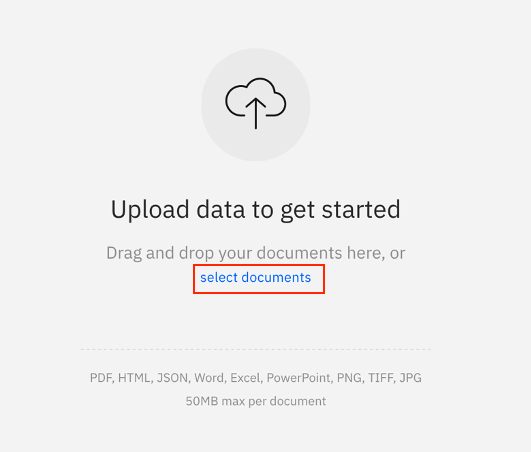 Upload data to get started
Drag and drop your documents here, or
select documents
PDF, HTML, JSON, Word, Excel, PowerPoint, PNG, TIFF, JPG
50MB max per document